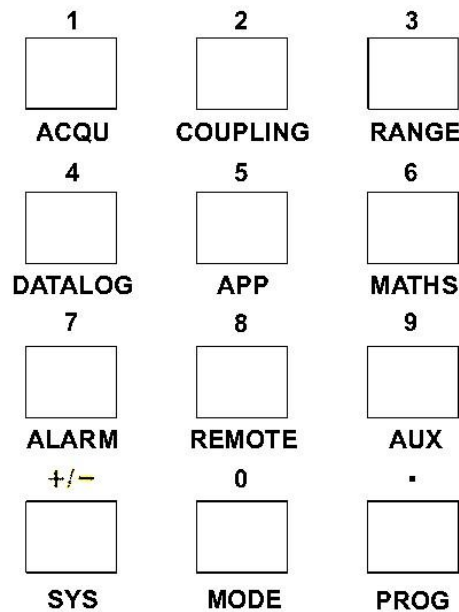 1 2 3
ACQU COUPLING RANGE
4 5 6
DATALOG APP MATHS
7 8 9
ALARM REMOTE AUX
+/− 0 .
SYS MODE PROG